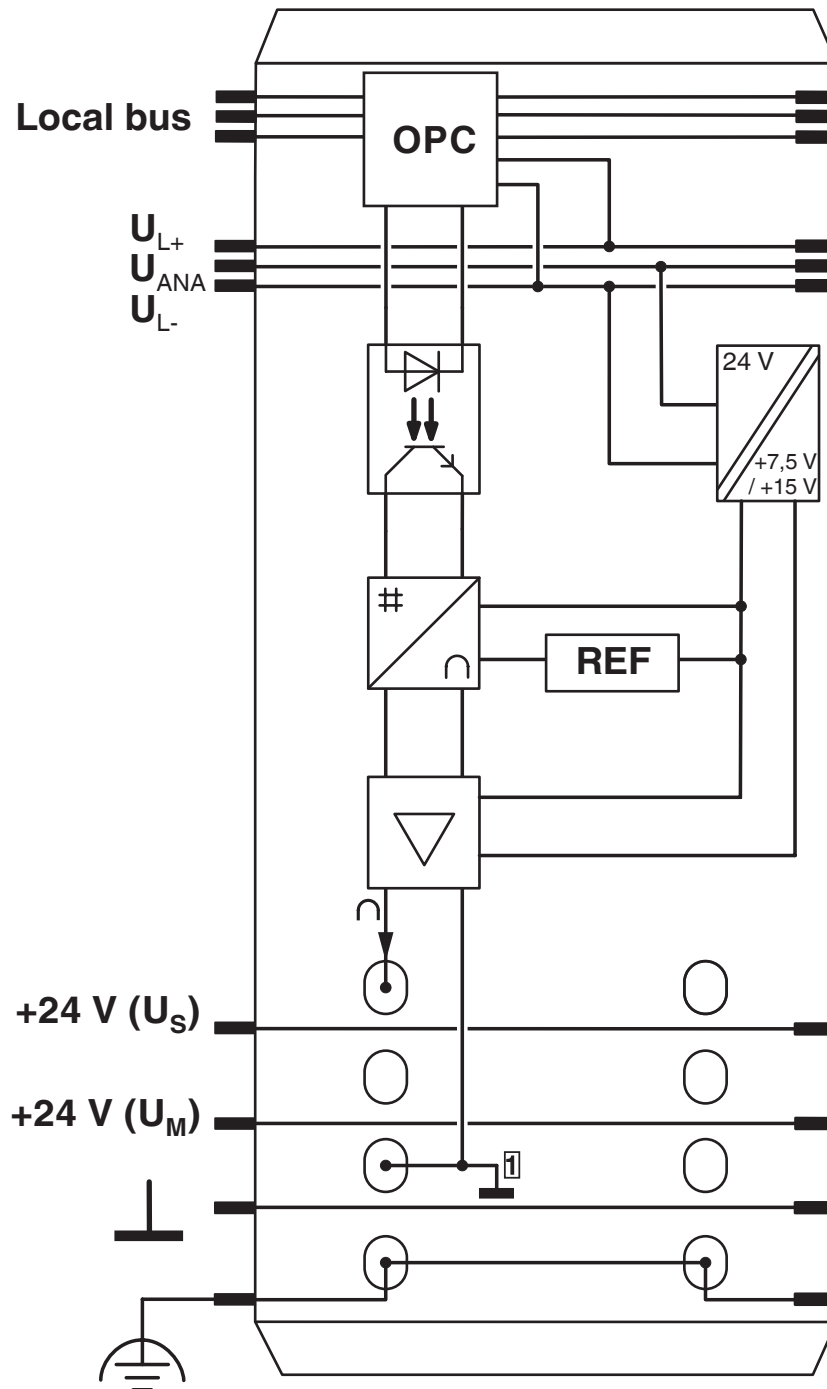 Local bus
OPC
UL+
UANA
UL-
24 V
+7,5 V
/ +15 V
#
REF
+24 V (US)
+24 V (UM)
1